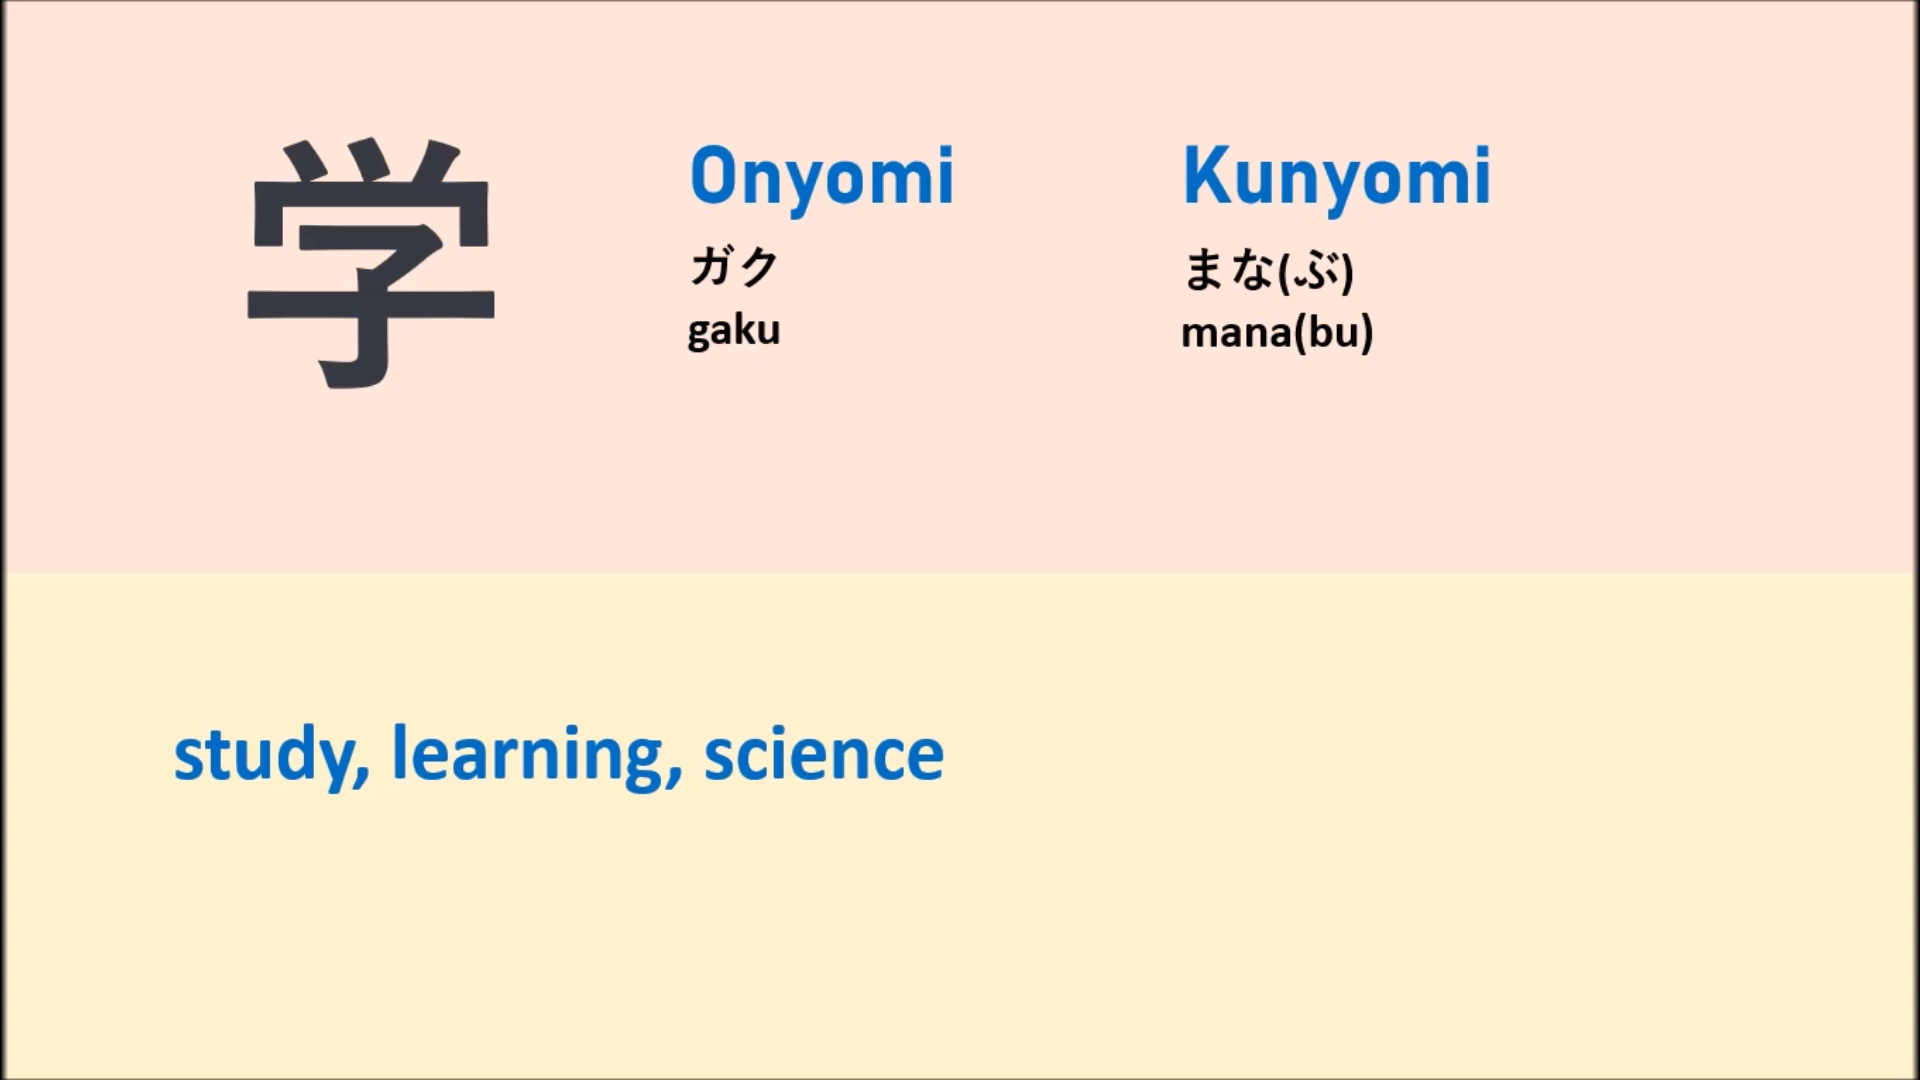 学
Onyomi
ガク
gaku
Kunyomi
まな(ぶ)
mana(bu)
study, learning, science